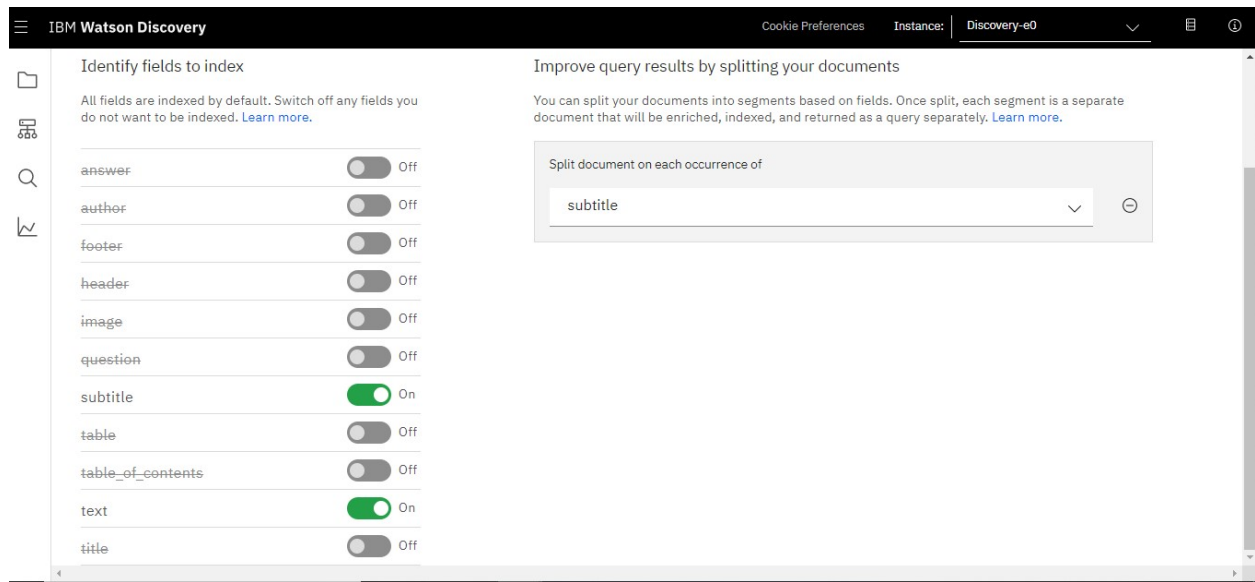 IBM Watson Discovery
Cookie Preferences
Instance:
Discovery-e0
Identify fields to index
All fields are indexed by default. Switch off any fields you
do not want to be indexed. Learn more.
answer Off
author Off
footer Off
header Off
image Off
question Off
subtitle On
table Off
table_of_contents Off
text On
title Off
Improve query results by splitting your documents
You can split your documents into segments based on fields. Once split, each segment is a separate
document that will be enriched, indexed, and returned as a query separately. Learn more.
Split document on each occurrence of
subtitle